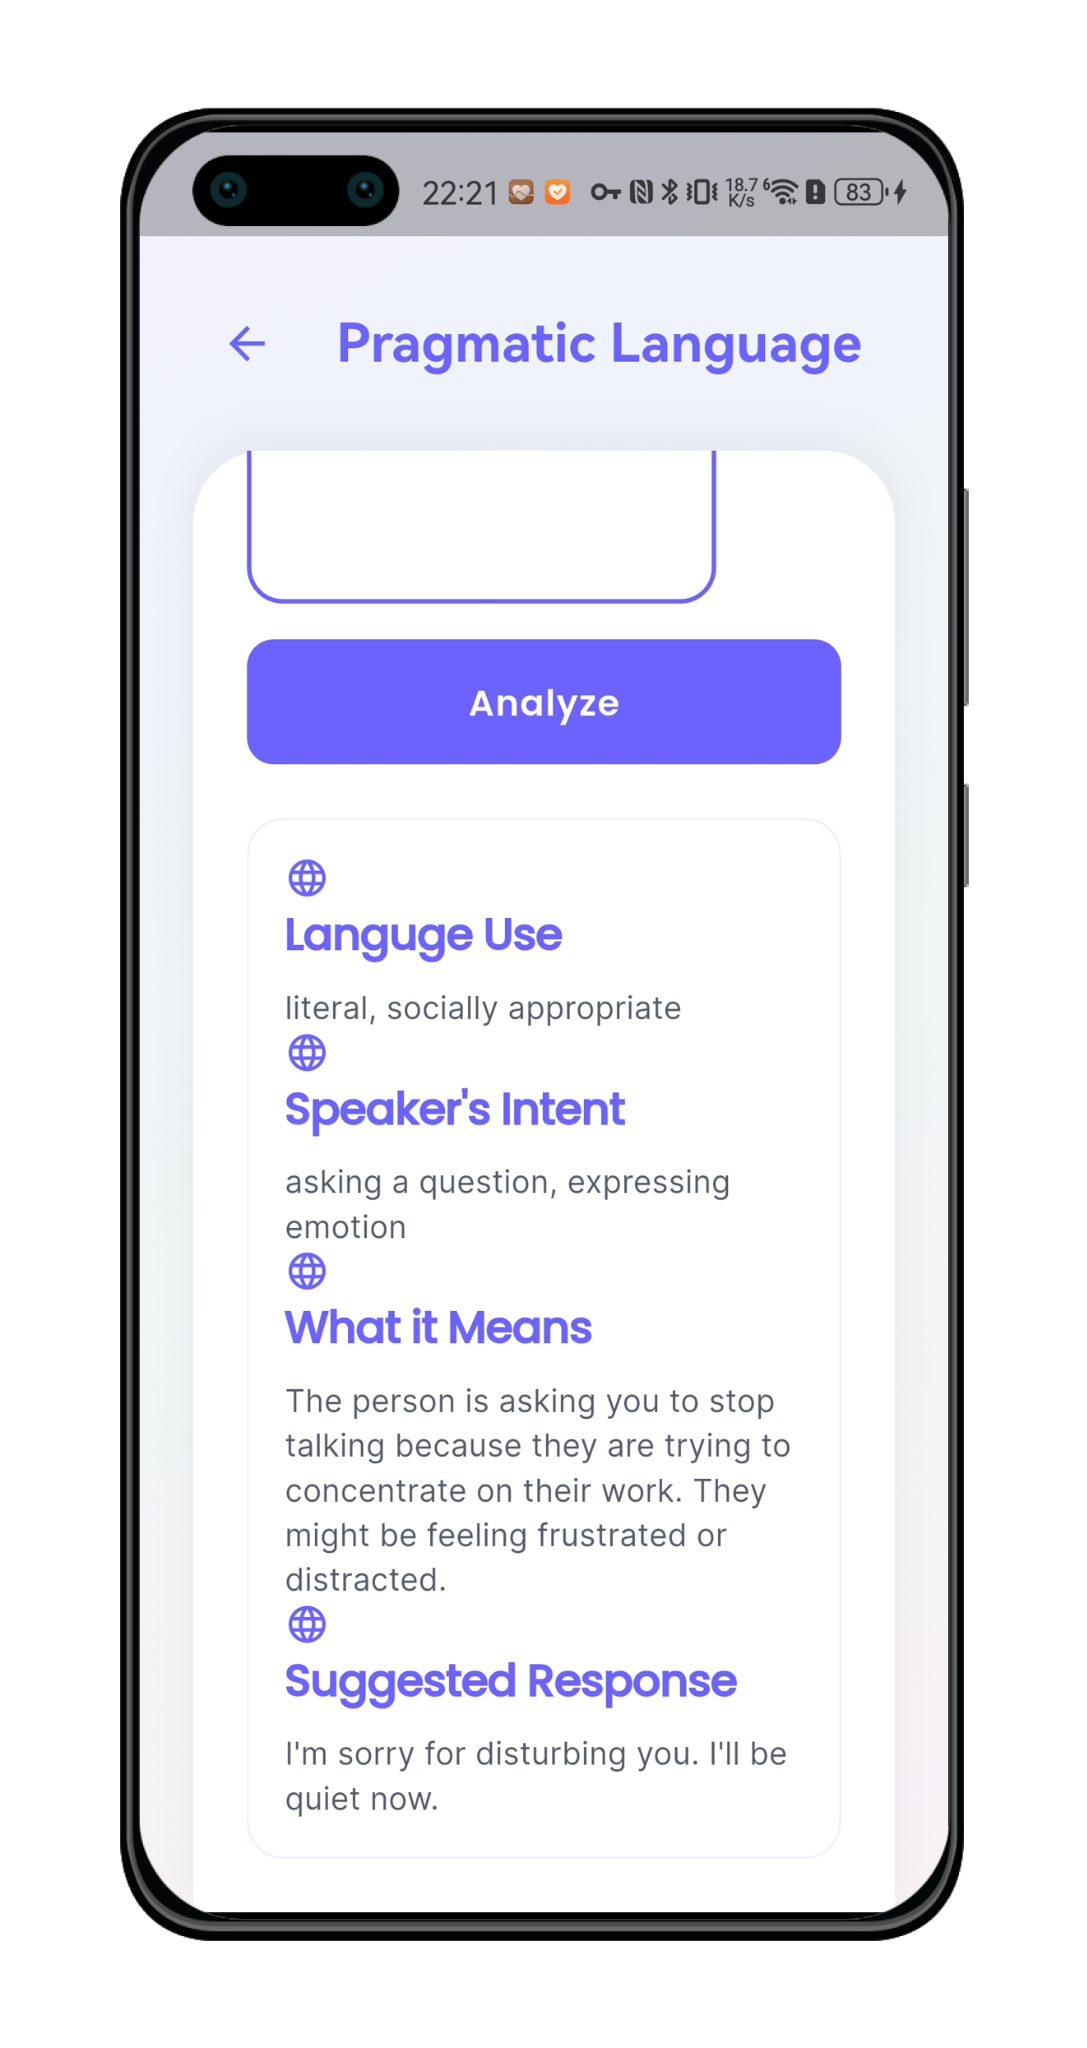 22:21 18.7 K/s 6 83
Pragmatic Language
Analyze
Languge Use
literal, socially appropriate
Speaker's Intent
asking a question, expressing
emotion
What it Means
The person is asking you to stop
talking because they are trying to
concentrate on their work. They
might be feeling frustrated or
distracted.
Suggested Response
I'm sorry for disturbing you. I'll be
quiet now.